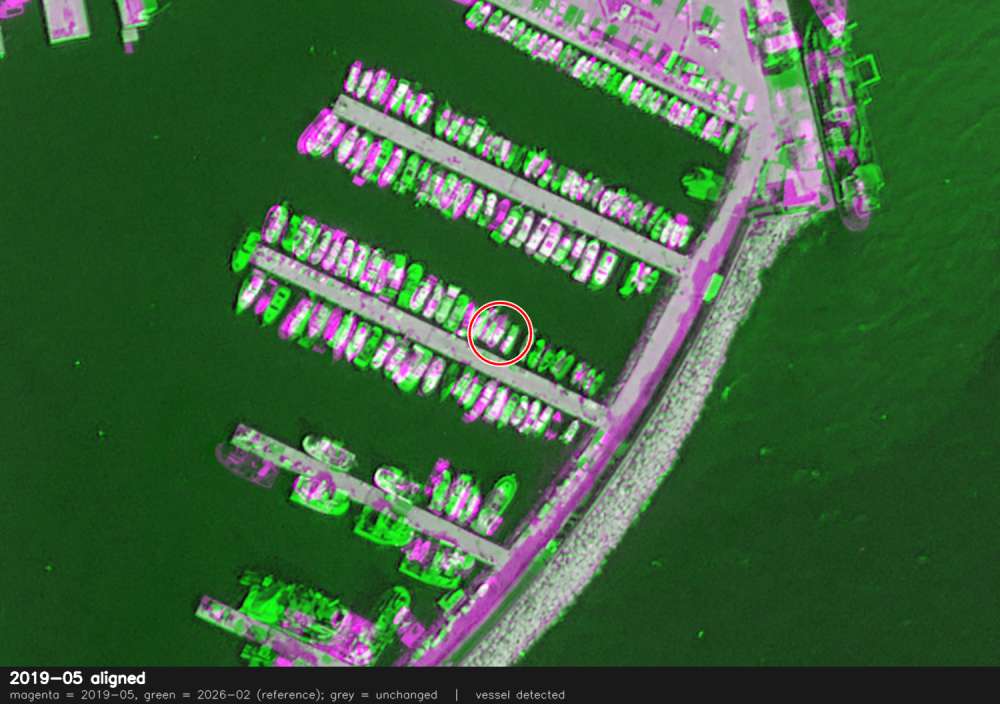 2019-05 aligned
magenta = 2019-05, green = 2026-02 (reference); grey = unchanged | vessel detected